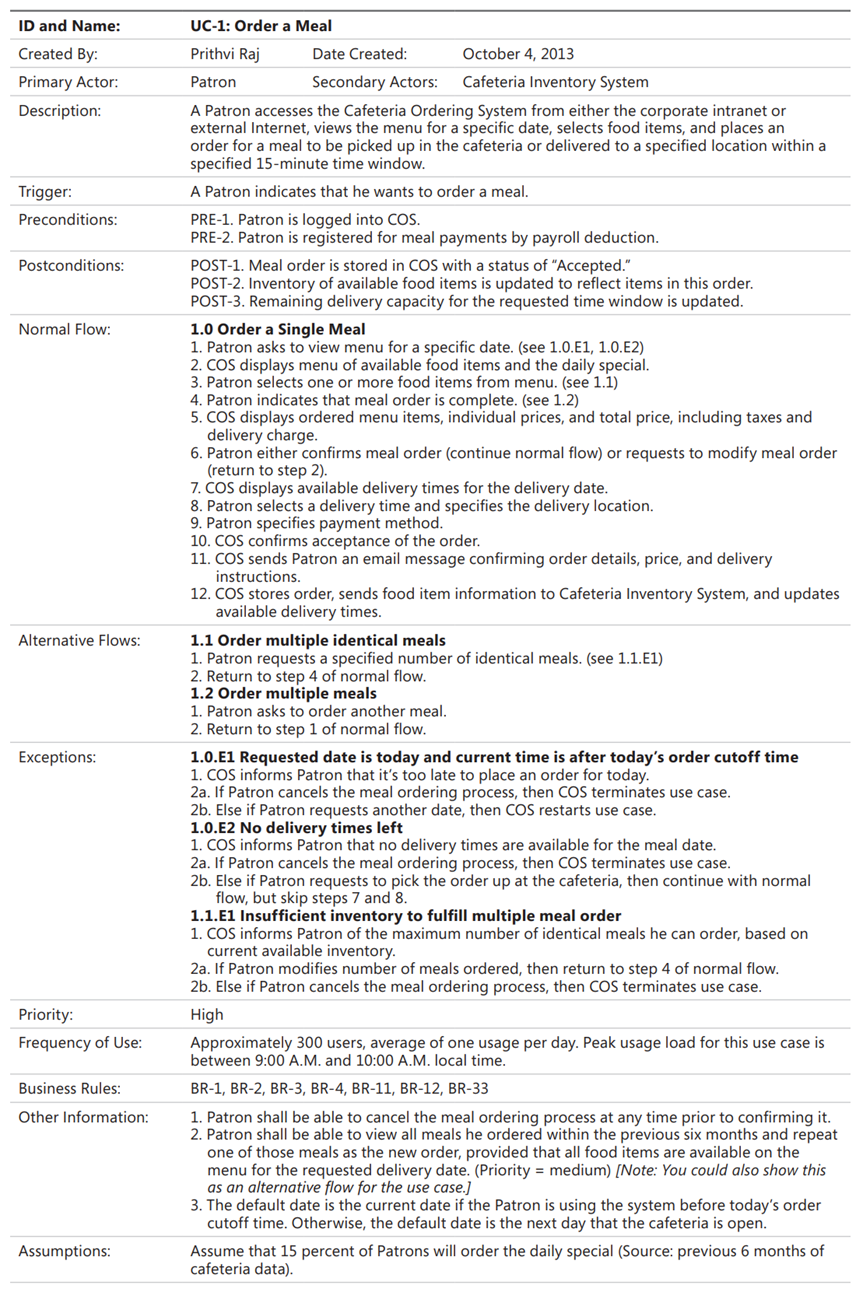 ID and Name: UC-1: Order a Meal
Created By: Prithvi Raj Date Created: October 4, 2013
Primary Actor: Patron Secondary Actors: Cafeteria Inventory System
Description: A Patron accesses the Cafeteria Ordering System from either the corporate intranet or
external Internet, views the menu for a specific date, selects food items, and places an
order for a meal to be picked up in the cafeteria or delivered to a specified location within a
specified 15-minute time window.
Trigger: A Patron indicates that he wants to order a meal.
Preconditions: PRE-1. Patron is logged into COS.
PRE-2. Patron is registered for meal payments by payroll deduction.
Postconditions: POST-1. Meal order is stored in COS with a status of “Accepted.”
POST-2. Inventory of available food items is updated to reflect items in this order.
POST-3. Remaining delivery capacity for the requested time window is updated.
Normal Flow: 1.0 Order a Single Meal
1. Patron asks to view menu for a specific date. (see 1.0.E1, 1.0.E2)
2. COS displays menu of available food items and the daily special.
3. Patron selects one or more food items from menu. (see 1.1)
4. Patron indicates that meal order is complete. (see 1.2)
5. COS displays ordered menu items, individual prices, and total price, including taxes and
delivery charge.
6. Patron either confirms meal order (continue normal flow) or requests to modify meal order
(return to step 2).
7. COS displays available delivery times for the delivery date.
8. Patron selects a delivery time and specifies the delivery location.
9. Patron specifies payment method.
10. COS confirms acceptance of the order.
11. COS sends Patron an email message confirming order details, price, and delivery
instructions.
12. COS stores order, sends food item information to Cafeteria Inventory System, and updates
available delivery times.
Alternative Flows: 1.1 Order multiple identical meals
1. Patron requests a specified number of identical meals. (see 1.1.E1)
2. Return to step 4 of normal flow.
1.2 Order multiple meals
1. Patron asks to order another meal.
2. Return to step 1 of normal flow.
Exceptions: 1.0.E1 Requested date is today and current time is after today’s order cutoff time
1. COS informs Patron that it’s too late to place an order for today.
2a. If Patron cancels the meal ordering process, then COS terminates use case.
2b. Else if Patron requests another date, then COS restarts use case.
1.0.E2 No delivery times left
1. COS informs Patron that no delivery times are available for the meal date.
2a. If Patron cancels the meal ordering process, then COS terminates use case.
2b. Else if Patron requests to pick the order up at the cafeteria, then continue with normal
flow, but skip steps 7 and 8.
1.1.E1 Insufficient inventory to fulfill multiple meal order
1. COS informs Patron of the maximum number of identical meals he can order, based on
current available inventory.
2a. If Patron modifies number of meals ordered, then return to step 4 of normal flow.
2b. Else if Patron cancels the meal ordering process, then COS terminates use case.
Priority: High
Frequency of Use: Approximately 300 users, average of one usage per day. Peak usage load for this use case is
between 9:00 A.M. and 10:00 A.M. local time.
Business Rules: BR-1, BR-2, BR-3, BR-4, BR-11, BR-12, BR-33
Other Information: 1. Patron shall be able to cancel the meal ordering process at any time prior to confirming it.
2. Patron shall be able to view all meals he ordered within the previous six months and repeat
one of those meals as the new order, provided that all food items are available on the
menu for the requested delivery date. (Priority = medium) [Note: You could also show this
as an alternative flow for the use case.]
3. The default date is the current date if the Patron is using the system before today’s order
cutoff time. Otherwise, the default date is the next day that the cafeteria is open.
Assumptions: Assume that 15 percent of Patrons will order the daily special (Source: previous 6 months of
cafeteria data).